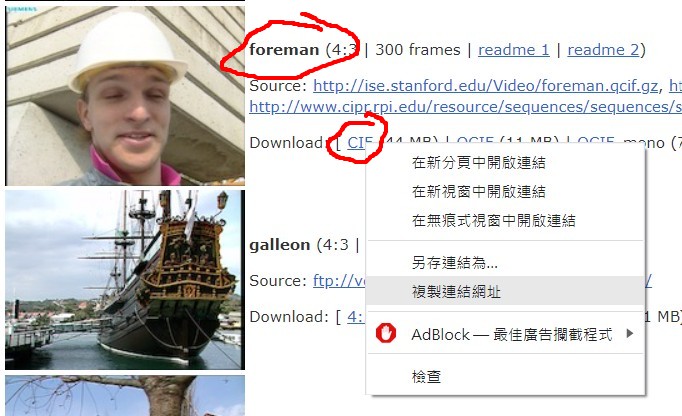 SIEMENS
foreman (4:3 | 300 frames | readme 1 | readme 2)
Source: http://ise.stanford.edu/Video/foreman.qcif.gz,
http://www.cipr.rpi.edu/resource/sequences/sequences/s
Download: [ CIF (44 MB) | QCIF (11 MB) | QCIF mono (7
在新分頁中開啟連結
在新視窗中開啟連結
在無痕式視窗中開啟連結
galleon (4:3 |
另存連結為...
Source: ftp://v
複製連結網址
Download: [ 4:
1 MB)
AdBlock — 最佳廣告攔截程式
檢查